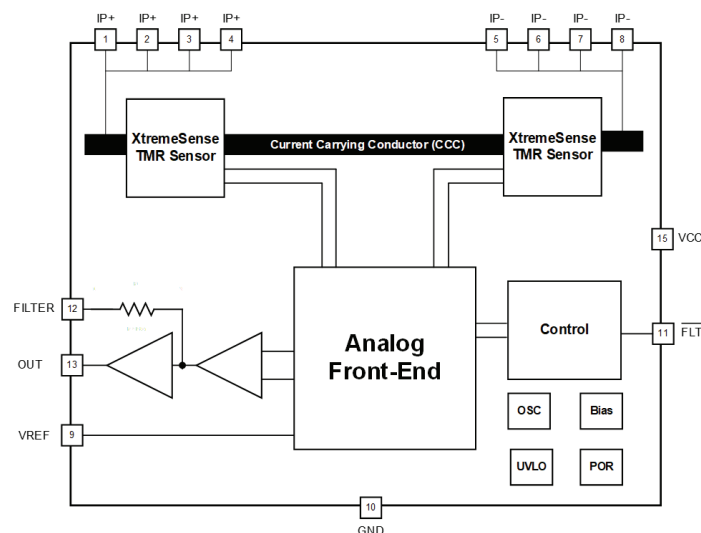 IP+ IP+ IP+ IP+ IP- IP- IP- IP-
1 2 3 4 5 6 7 8
XtremeSense
TMR Sensor
Current Carrying Conductor (CCC)
XtremeSense
TMR Sensor
15 VCC
FILTER 12
Analog
Front-End
Control
11 FLT
OUT 13
VREF 9
OSC Bias
UVLO POR
10
GND